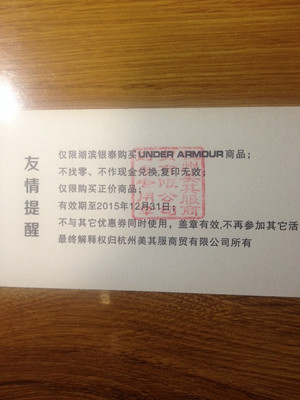 友情提醒
仅限湖滨银泰购买UNDER ARMOUR商品；
不找零、不作现金兑换,复印无效；
仅限购买正价商品；
有效期至2015年12月31日；
不与其它优惠券同时使用，盖章有效,不再参加其它活
最终解释权归杭州美其服商贸有限公司所有